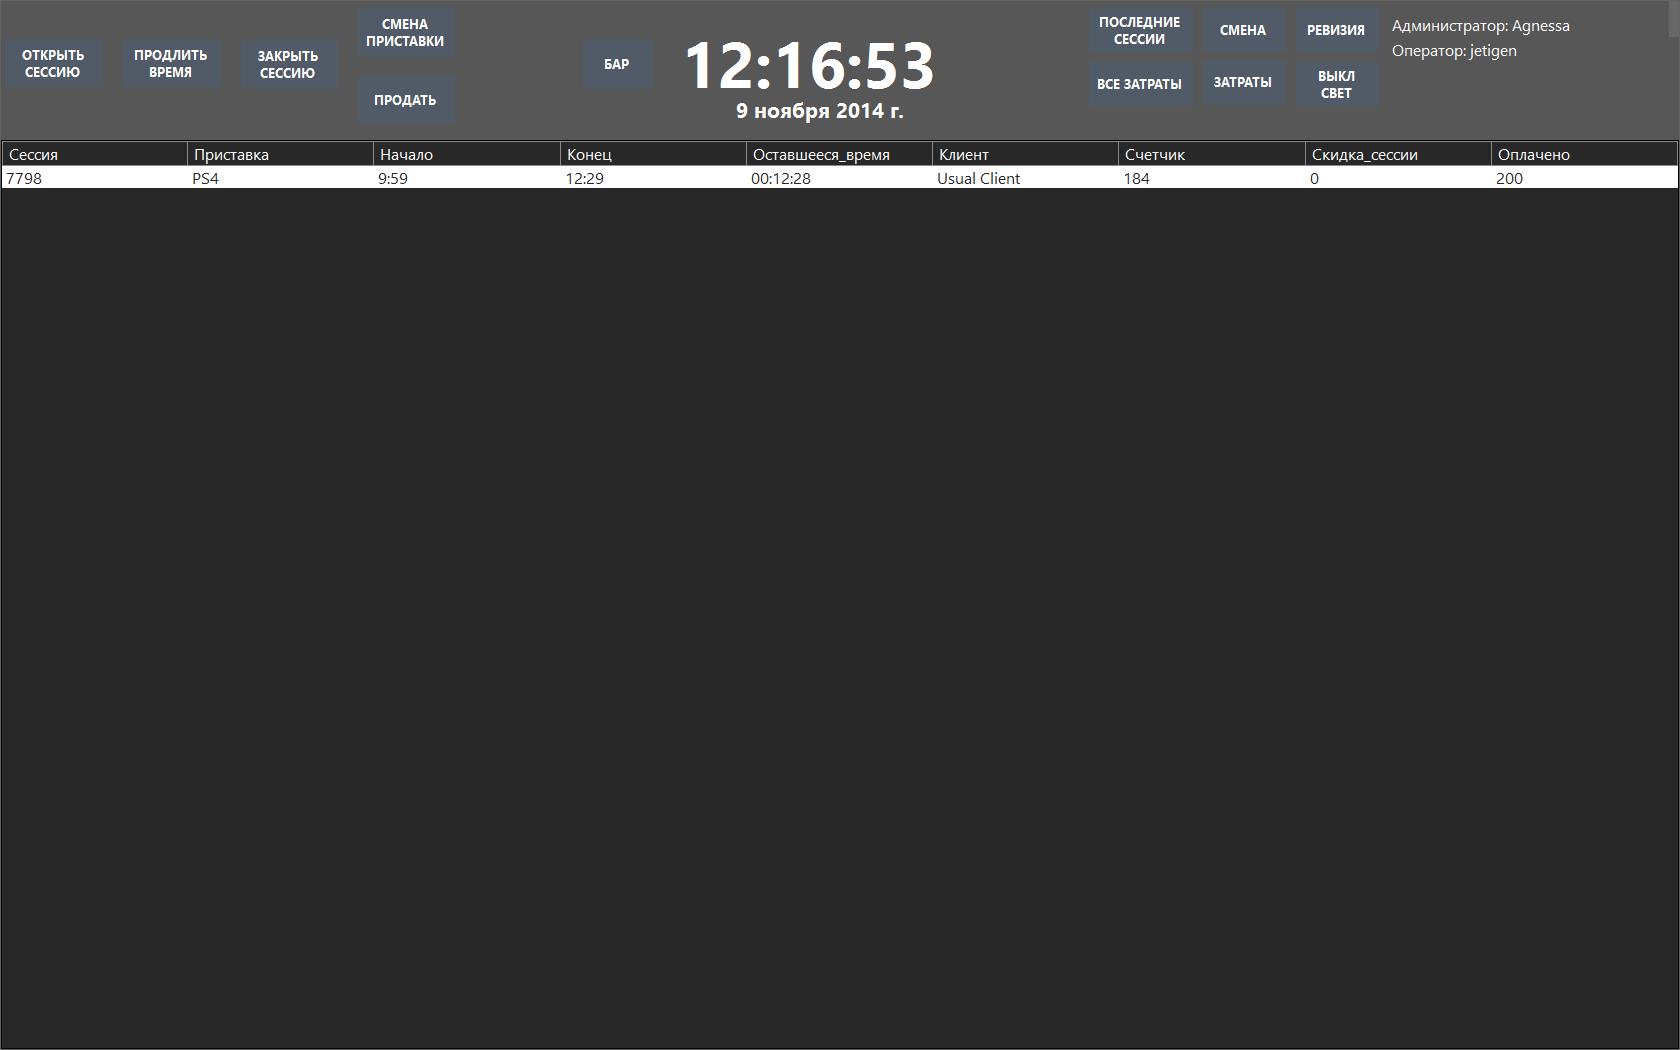 ОТКРЫТЬ
СЕССИЮ
ПРОДЛИТЬ
ВРЕМЯ
ЗАКРЫТЬ
СЕССИЮ
СМЕНА
ПРИСТАВКИ
ПРОДАТЬ
БАР
12:16:53
9 ноября 2014 г.
ПОСЛЕДНИЕ
СЕССИИ
СМЕНА
РЕВИЗИЯ
ВСЕ ЗАТРАТЫ
ЗАТРАТЫ
ВЫКЛ
СВЕТ
Администратор: Agnessa
Оператор: jetigen
Сессия Приставка Начало Конец Оставшееся_время Клиент Счетчик Скидка_сессии Оплачено
7798 PS4 9:59 12:29 00:12:28 Usual Client 184 0 200